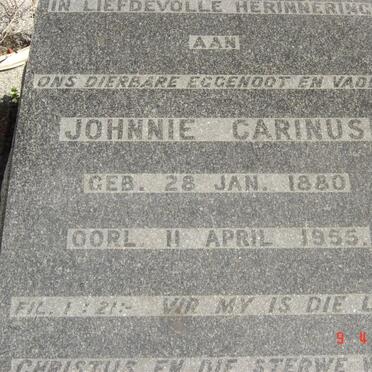 IN LIEFDEVOLLE HERINNERING
AAN
ONS DIERBARE EGGENOOT EN VADE
JOHNNIE CARINUS
GEB. 28 JAN. 1880
OORL. 11 APRIL 1955.
FIL. 1 : 21:- VIR MY IS DIE L
9 4
CHRISTUS EN DIE STERWE